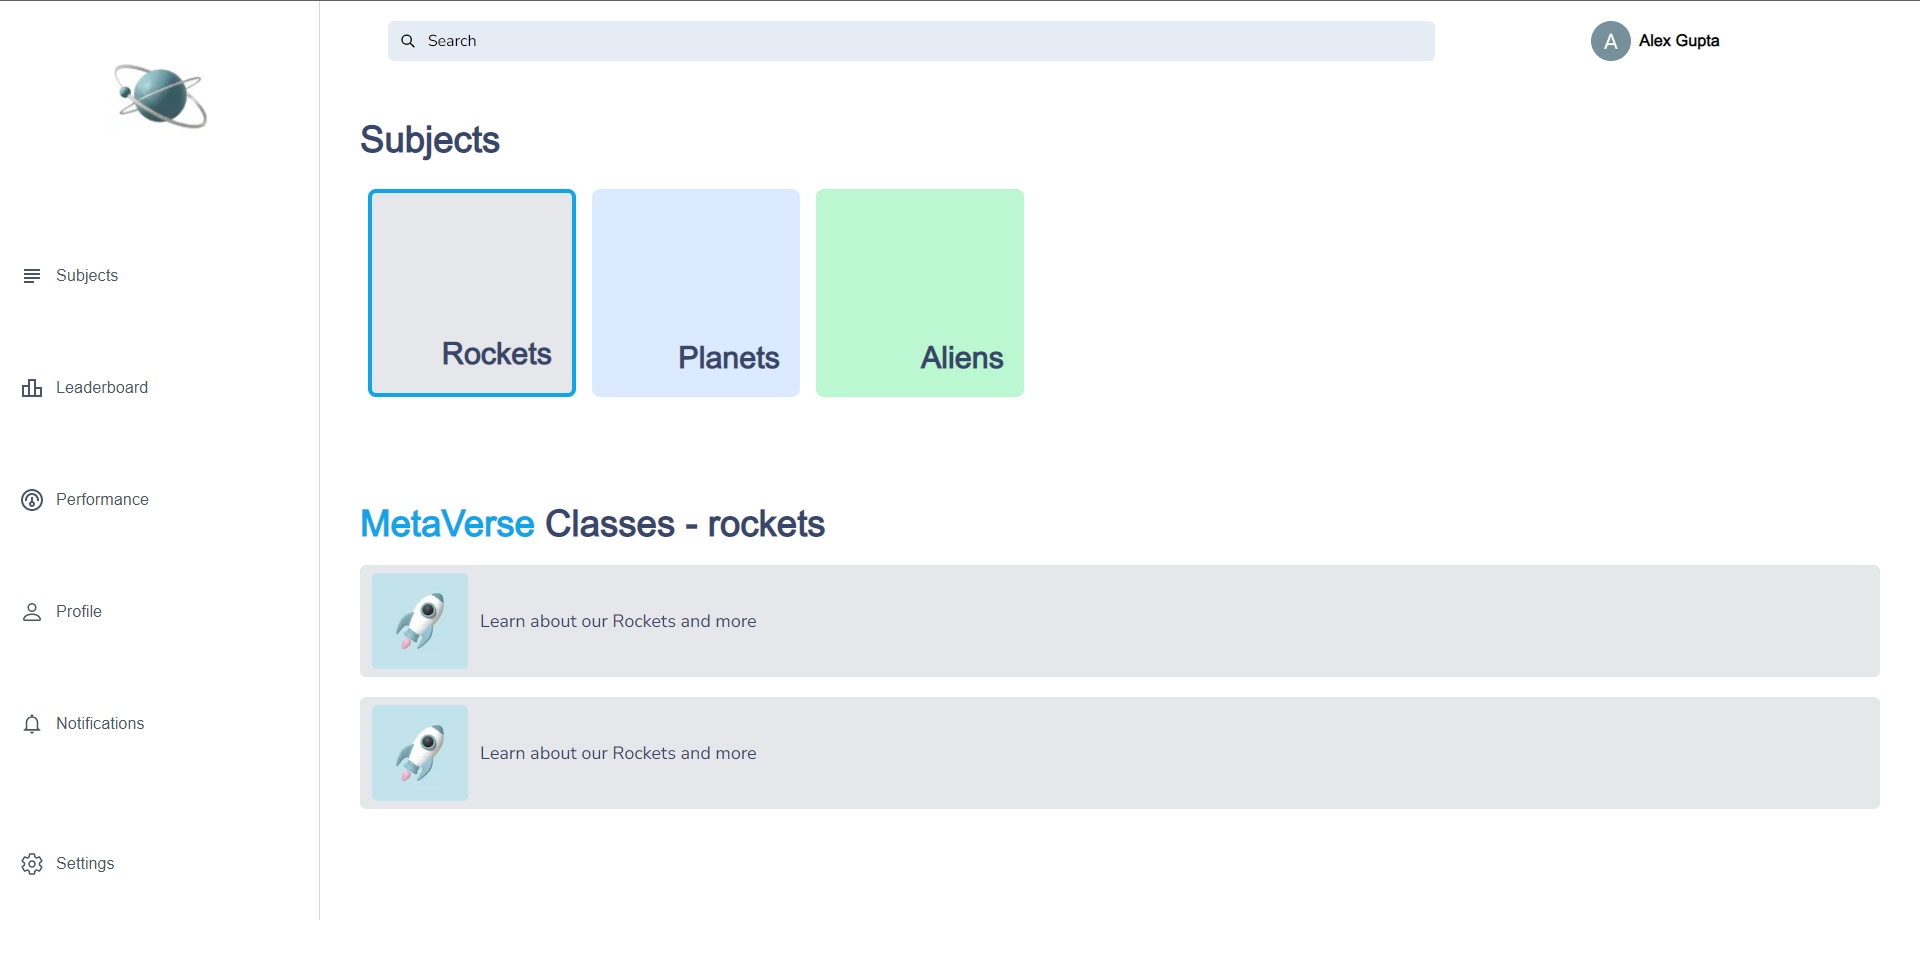 Search
A
Alex Gupta
Subjects
Leaderboard
Performance
Profile
Notifications
Settings
Subjects
Rockets
Planets
Aliens
MetaVerse Classes - rockets
Learn about our Rockets and more
Learn about our Rockets and more